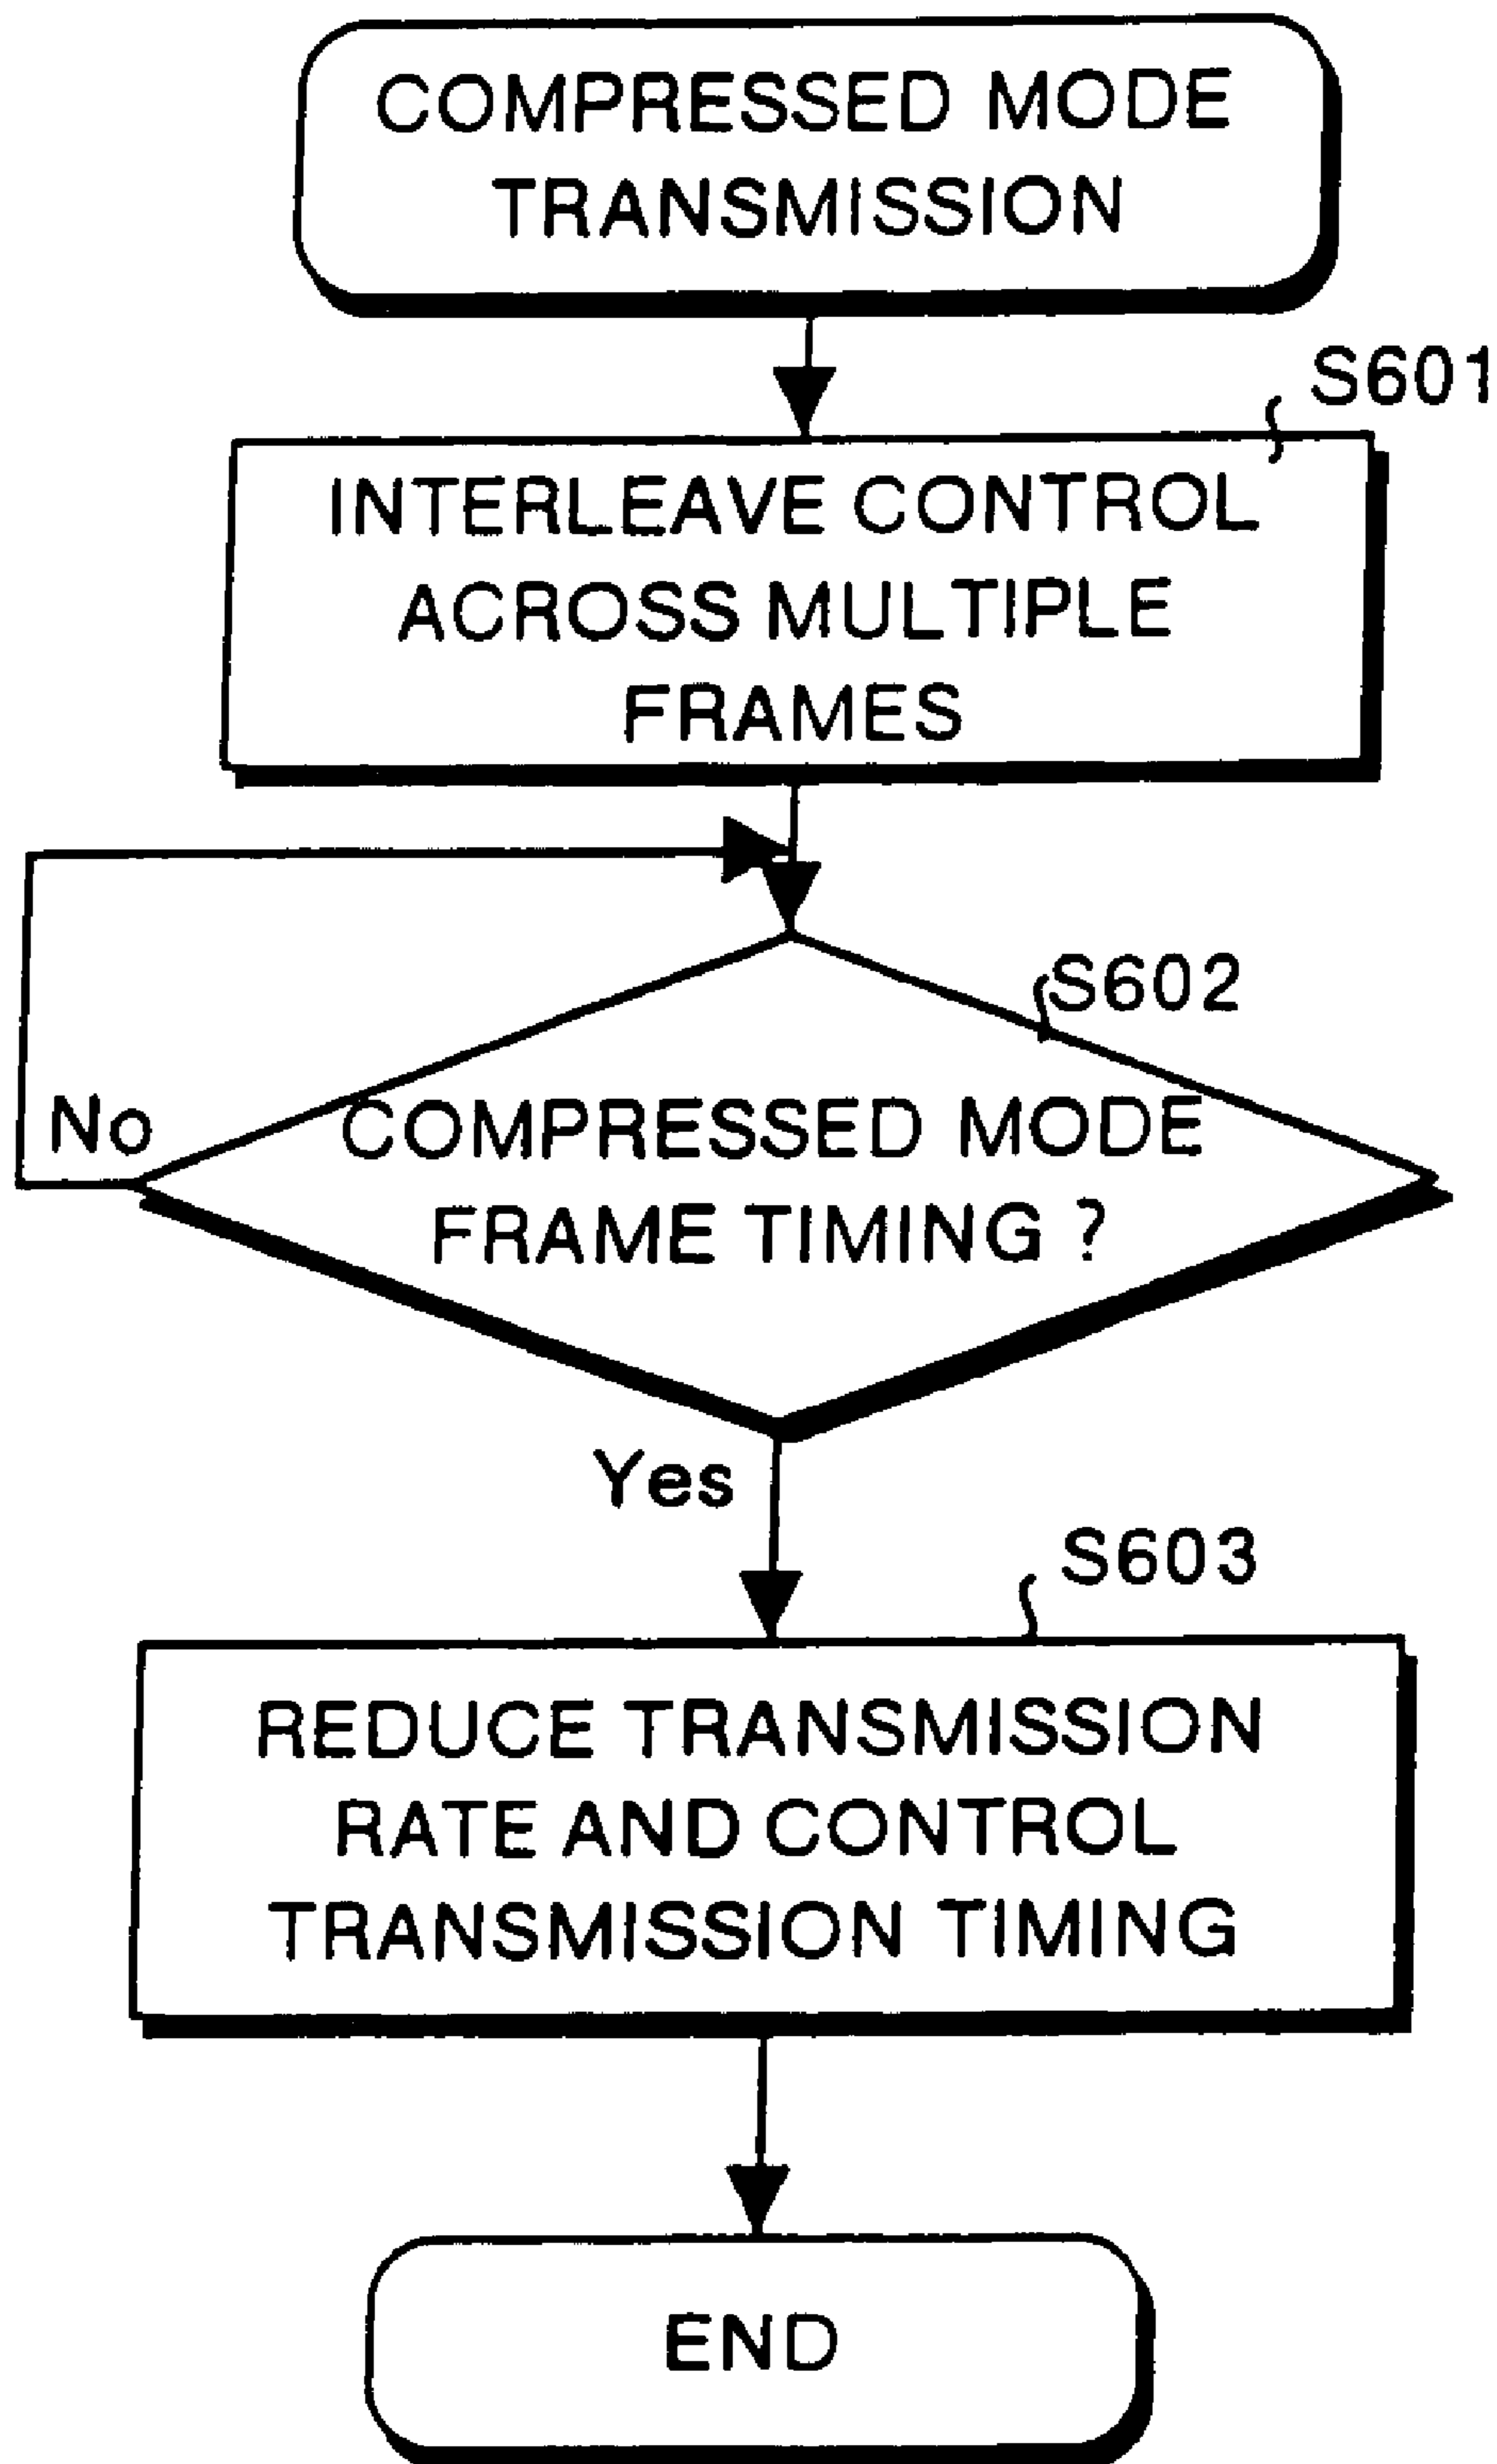 COMPRESSED MODE
TRANSMISSION
S601
INTERLEAVE CONTROL
ACROSS MULTIPLE
FRAMES
S602
No
COMPRESSED MODE
FRAME TIMING ?
Yes
S603
REDUCE TRANSMISSION
RATE AND CONTROL
TRANSMISSION TIMING
END